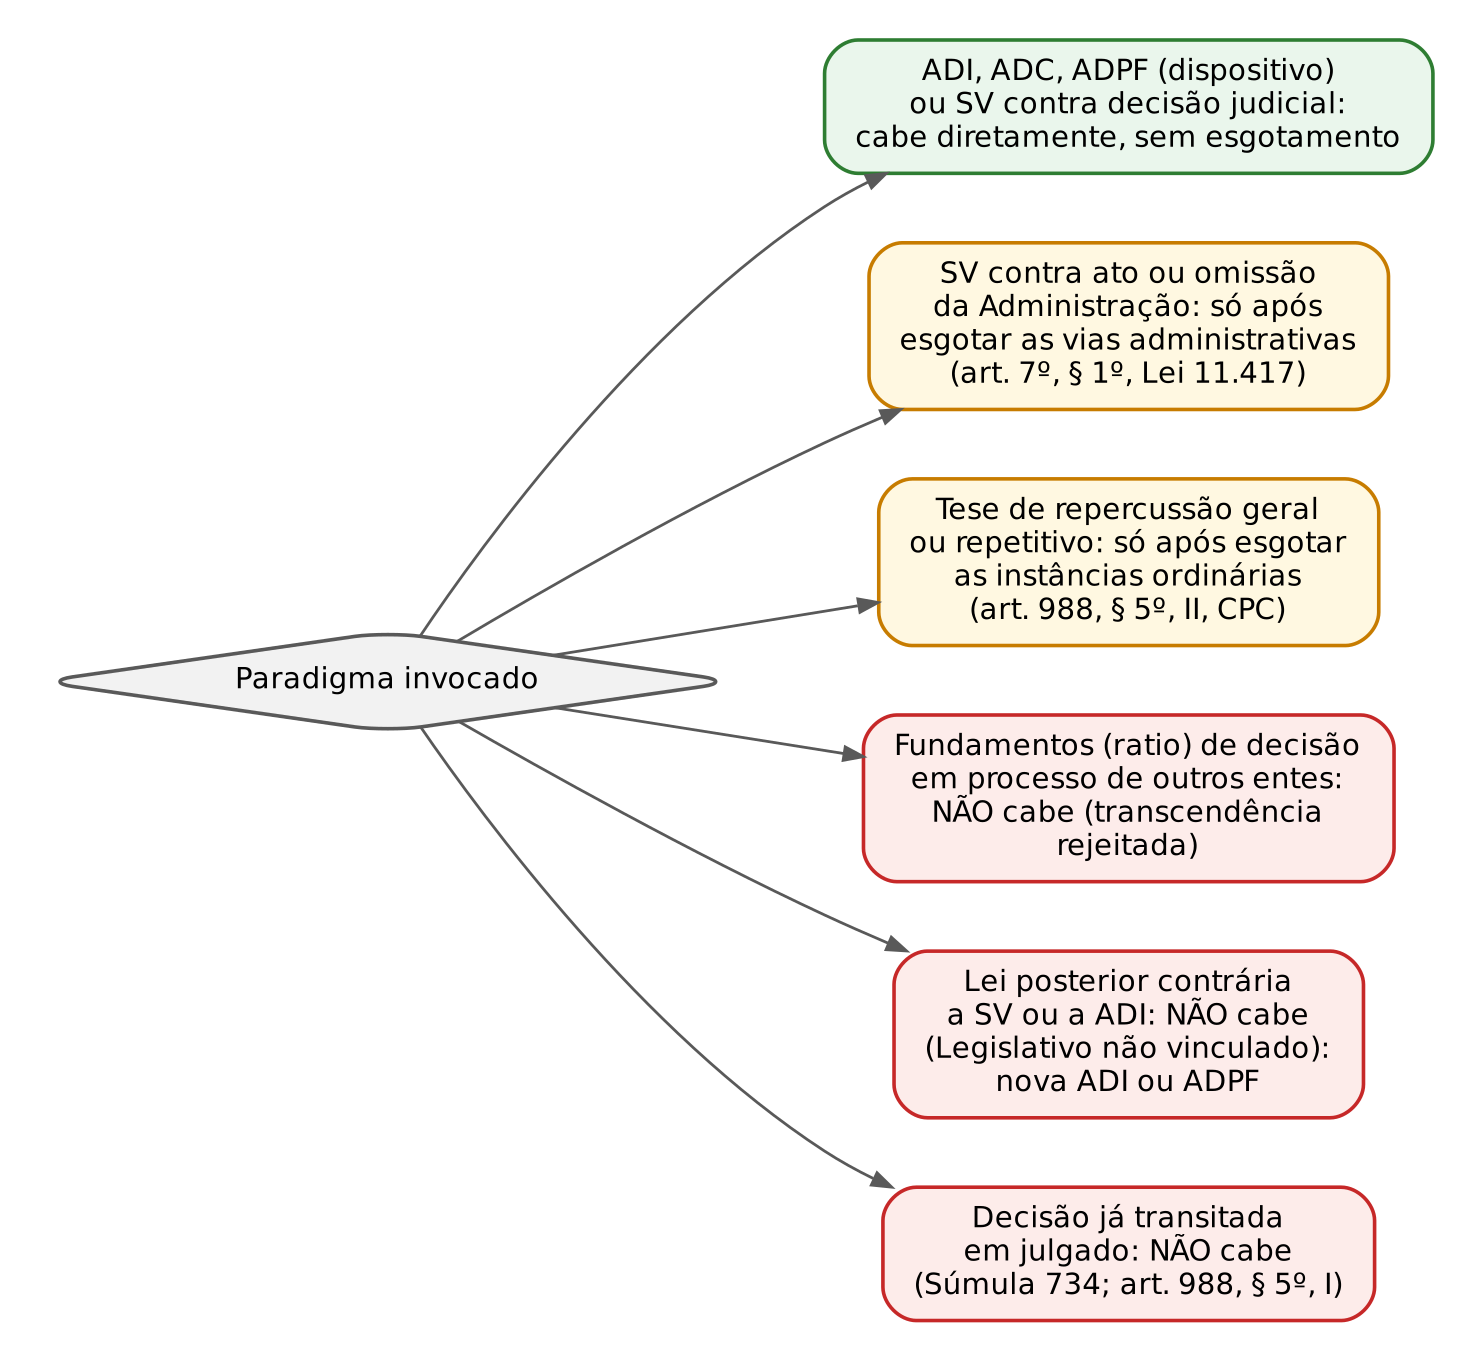 ADI, ADC, ADPF (dispositivo)
ou SV contra decisão judicial:
cabe diretamente, sem esgotamento
SV contra ato ou omissão
da Administração: só após
esgotar as vias administrativas
(art. 7º, § 1º, Lei 11.417)
Tese de repercussão geral
ou repetitivo: só após esgotar
as instâncias ordinárias
(art. 988, § 5º, II, CPC)
Paradigma invocado
Fundamentos (ratio) de decisão
em processo de outros entes:
NÃO cabe (transcendência
rejeitada)
Lei posterior contrária
a SV ou a ADI: NÃO cabe
(Legislativo não vinculado):
nova ADI ou ADPF
Decisão já transitada
em julgado: NÃO cabe
(Súmula 734; art. 988, § 5º, I)